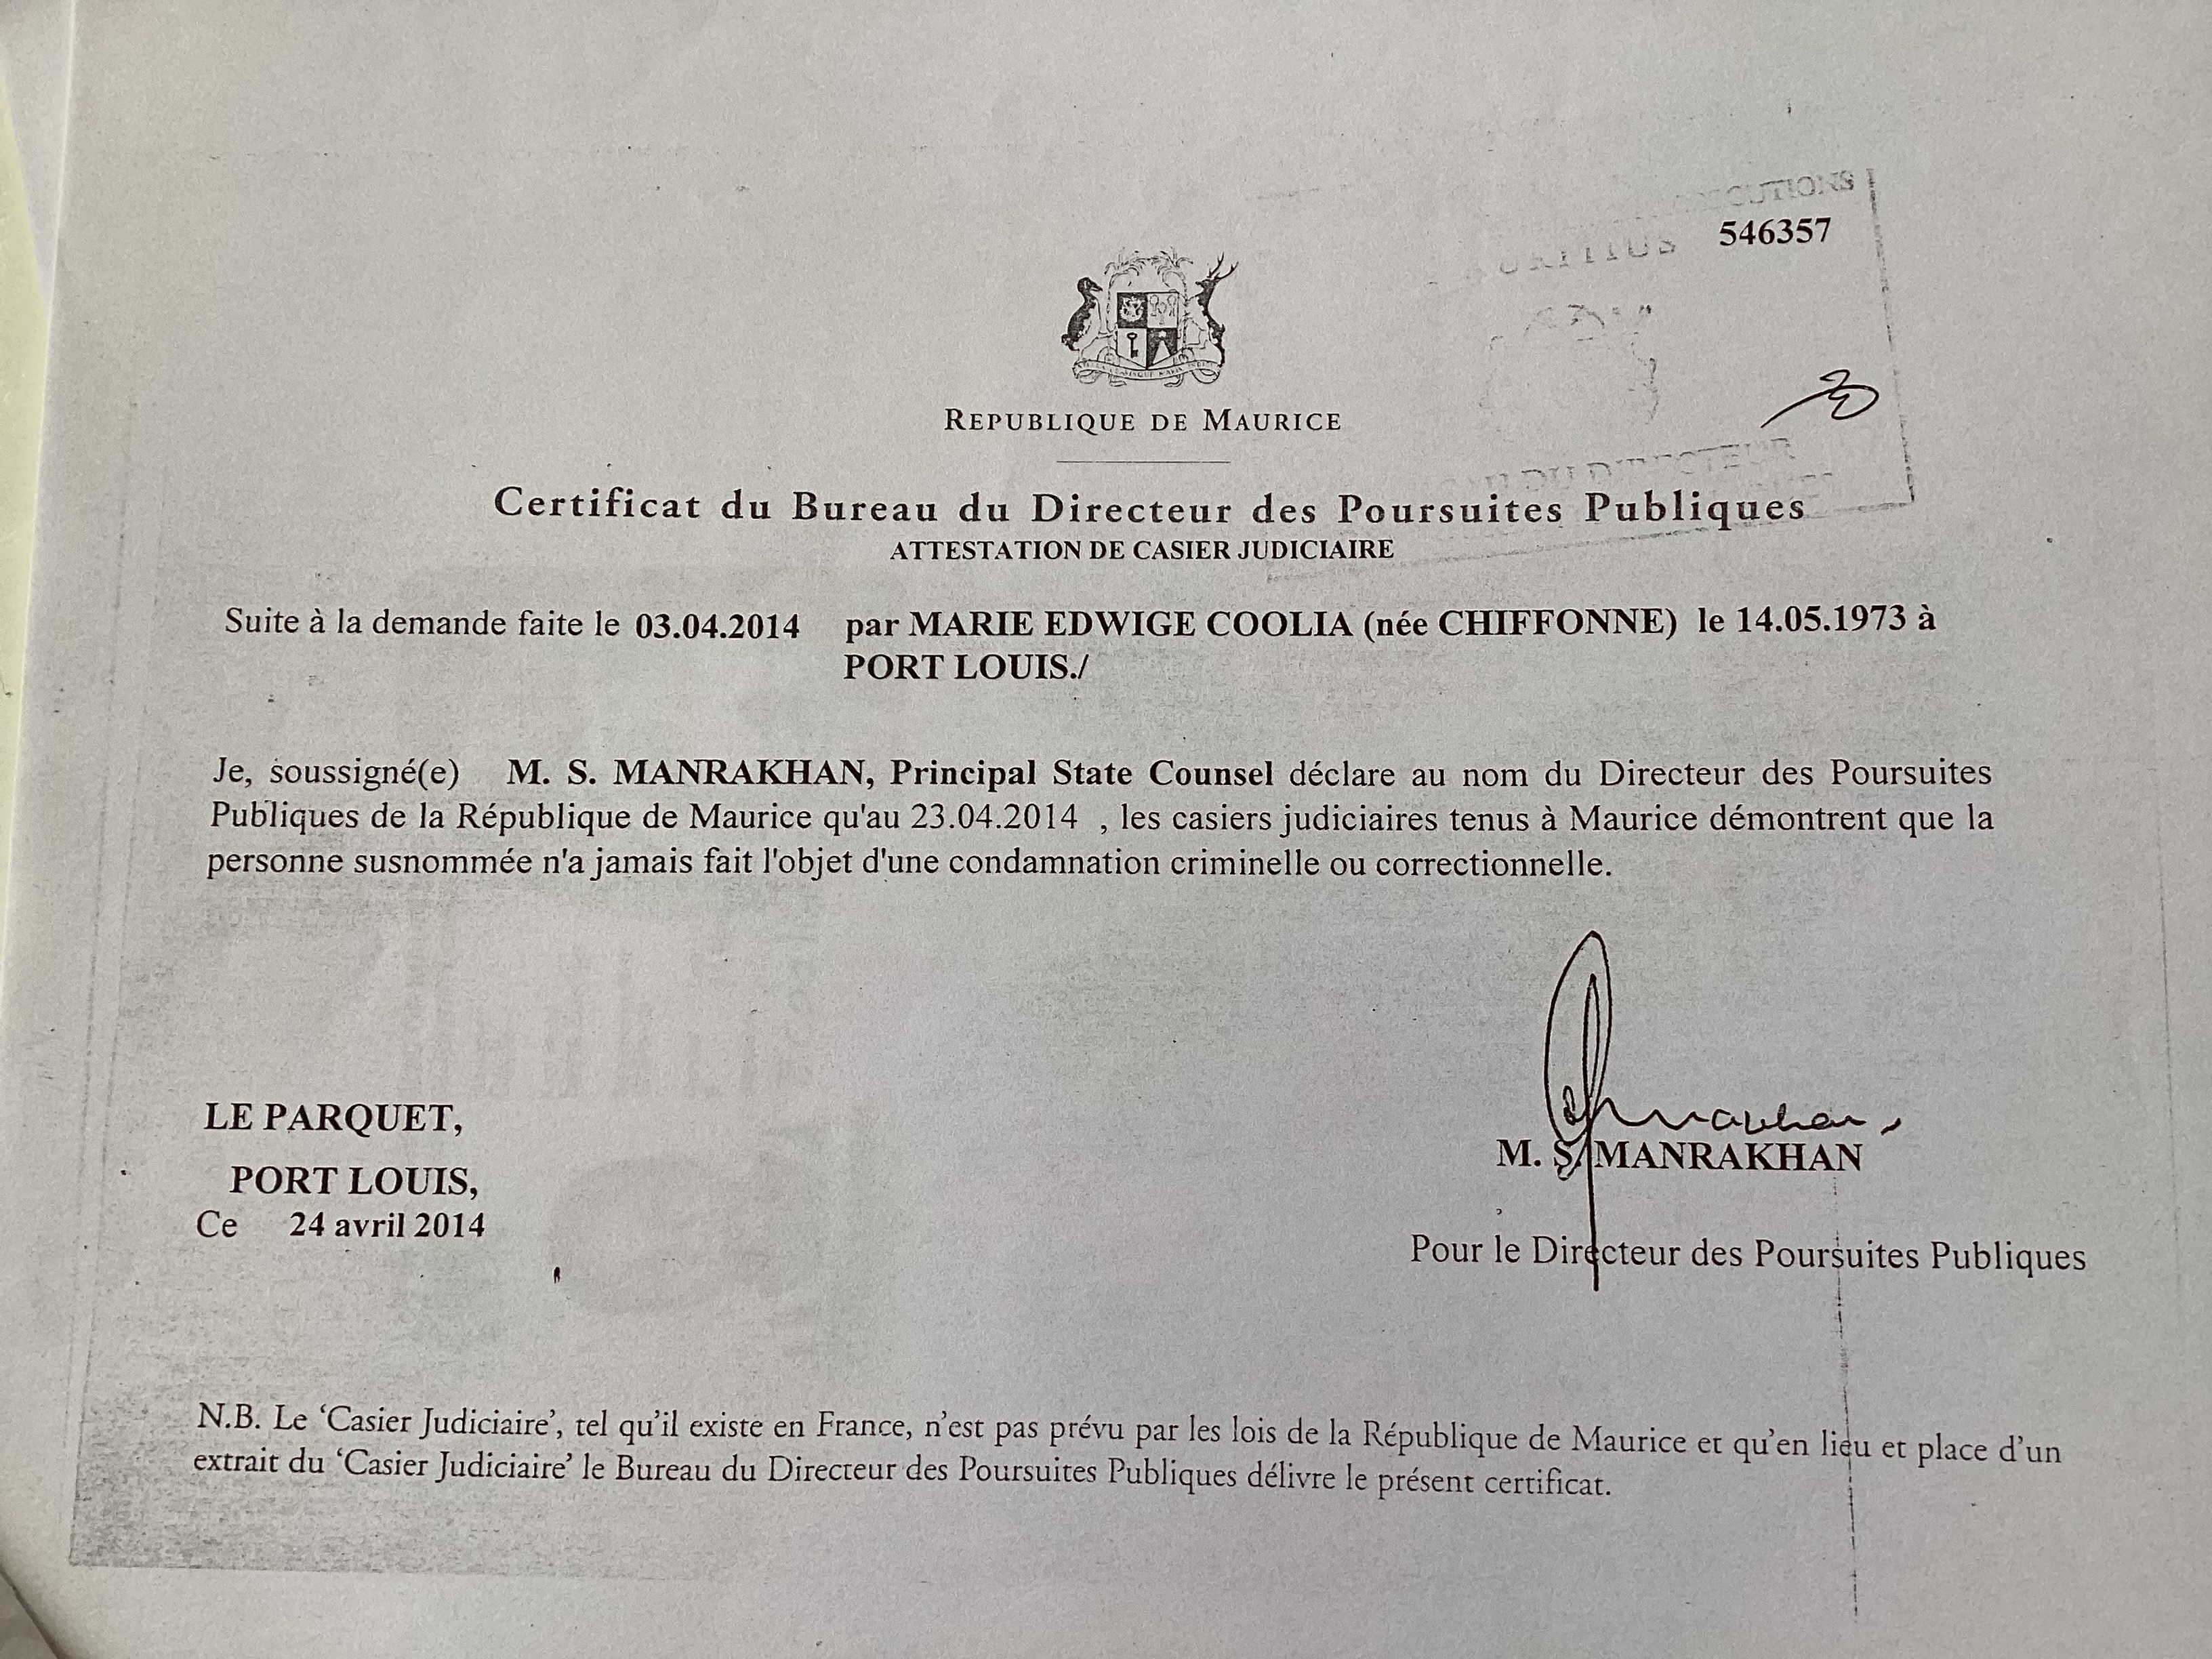 546357
REPUBLIQUE DE MAURICE
Certificat du Bureau du Directeur des Poursuites Publiques
ATTESTATION DE CASIER JUDICIAIRE
Suite à la demande faite le 03.04.2014 par MARIE EDWIGE COOLIA (née CHIFFONNE) le 14.05.1973 à
PORT LOUIS./
Je, soussigné(e) M. S. MANRAKHAN, Principal State Counsel déclare au nom du Directeur des Poursuites
Publiques de la République de Maurice qu'au 23.04.2014 , les casiers judiciaires tenus à Maurice démontrent que la
personne susnommée n'a jamais fait l'objet d'une condamnation criminelle ou correctionnelle.
LE PARQUET,
PORT LOUIS,
Ce 24 avril 2014
M. S. MANRAKHAN
Pour le Directeur des Poursuites Publiques
N.B. Le ‘Casier Judiciaire’, tel qu’il existe en France, n’est pas prévu par les lois de la République de Maurice et qu’en lieu et place d’un
extrait du ‘Casier Judiciaire’ le Bureau du Directeur des Poursuites Publiques délivre le présent certificat.